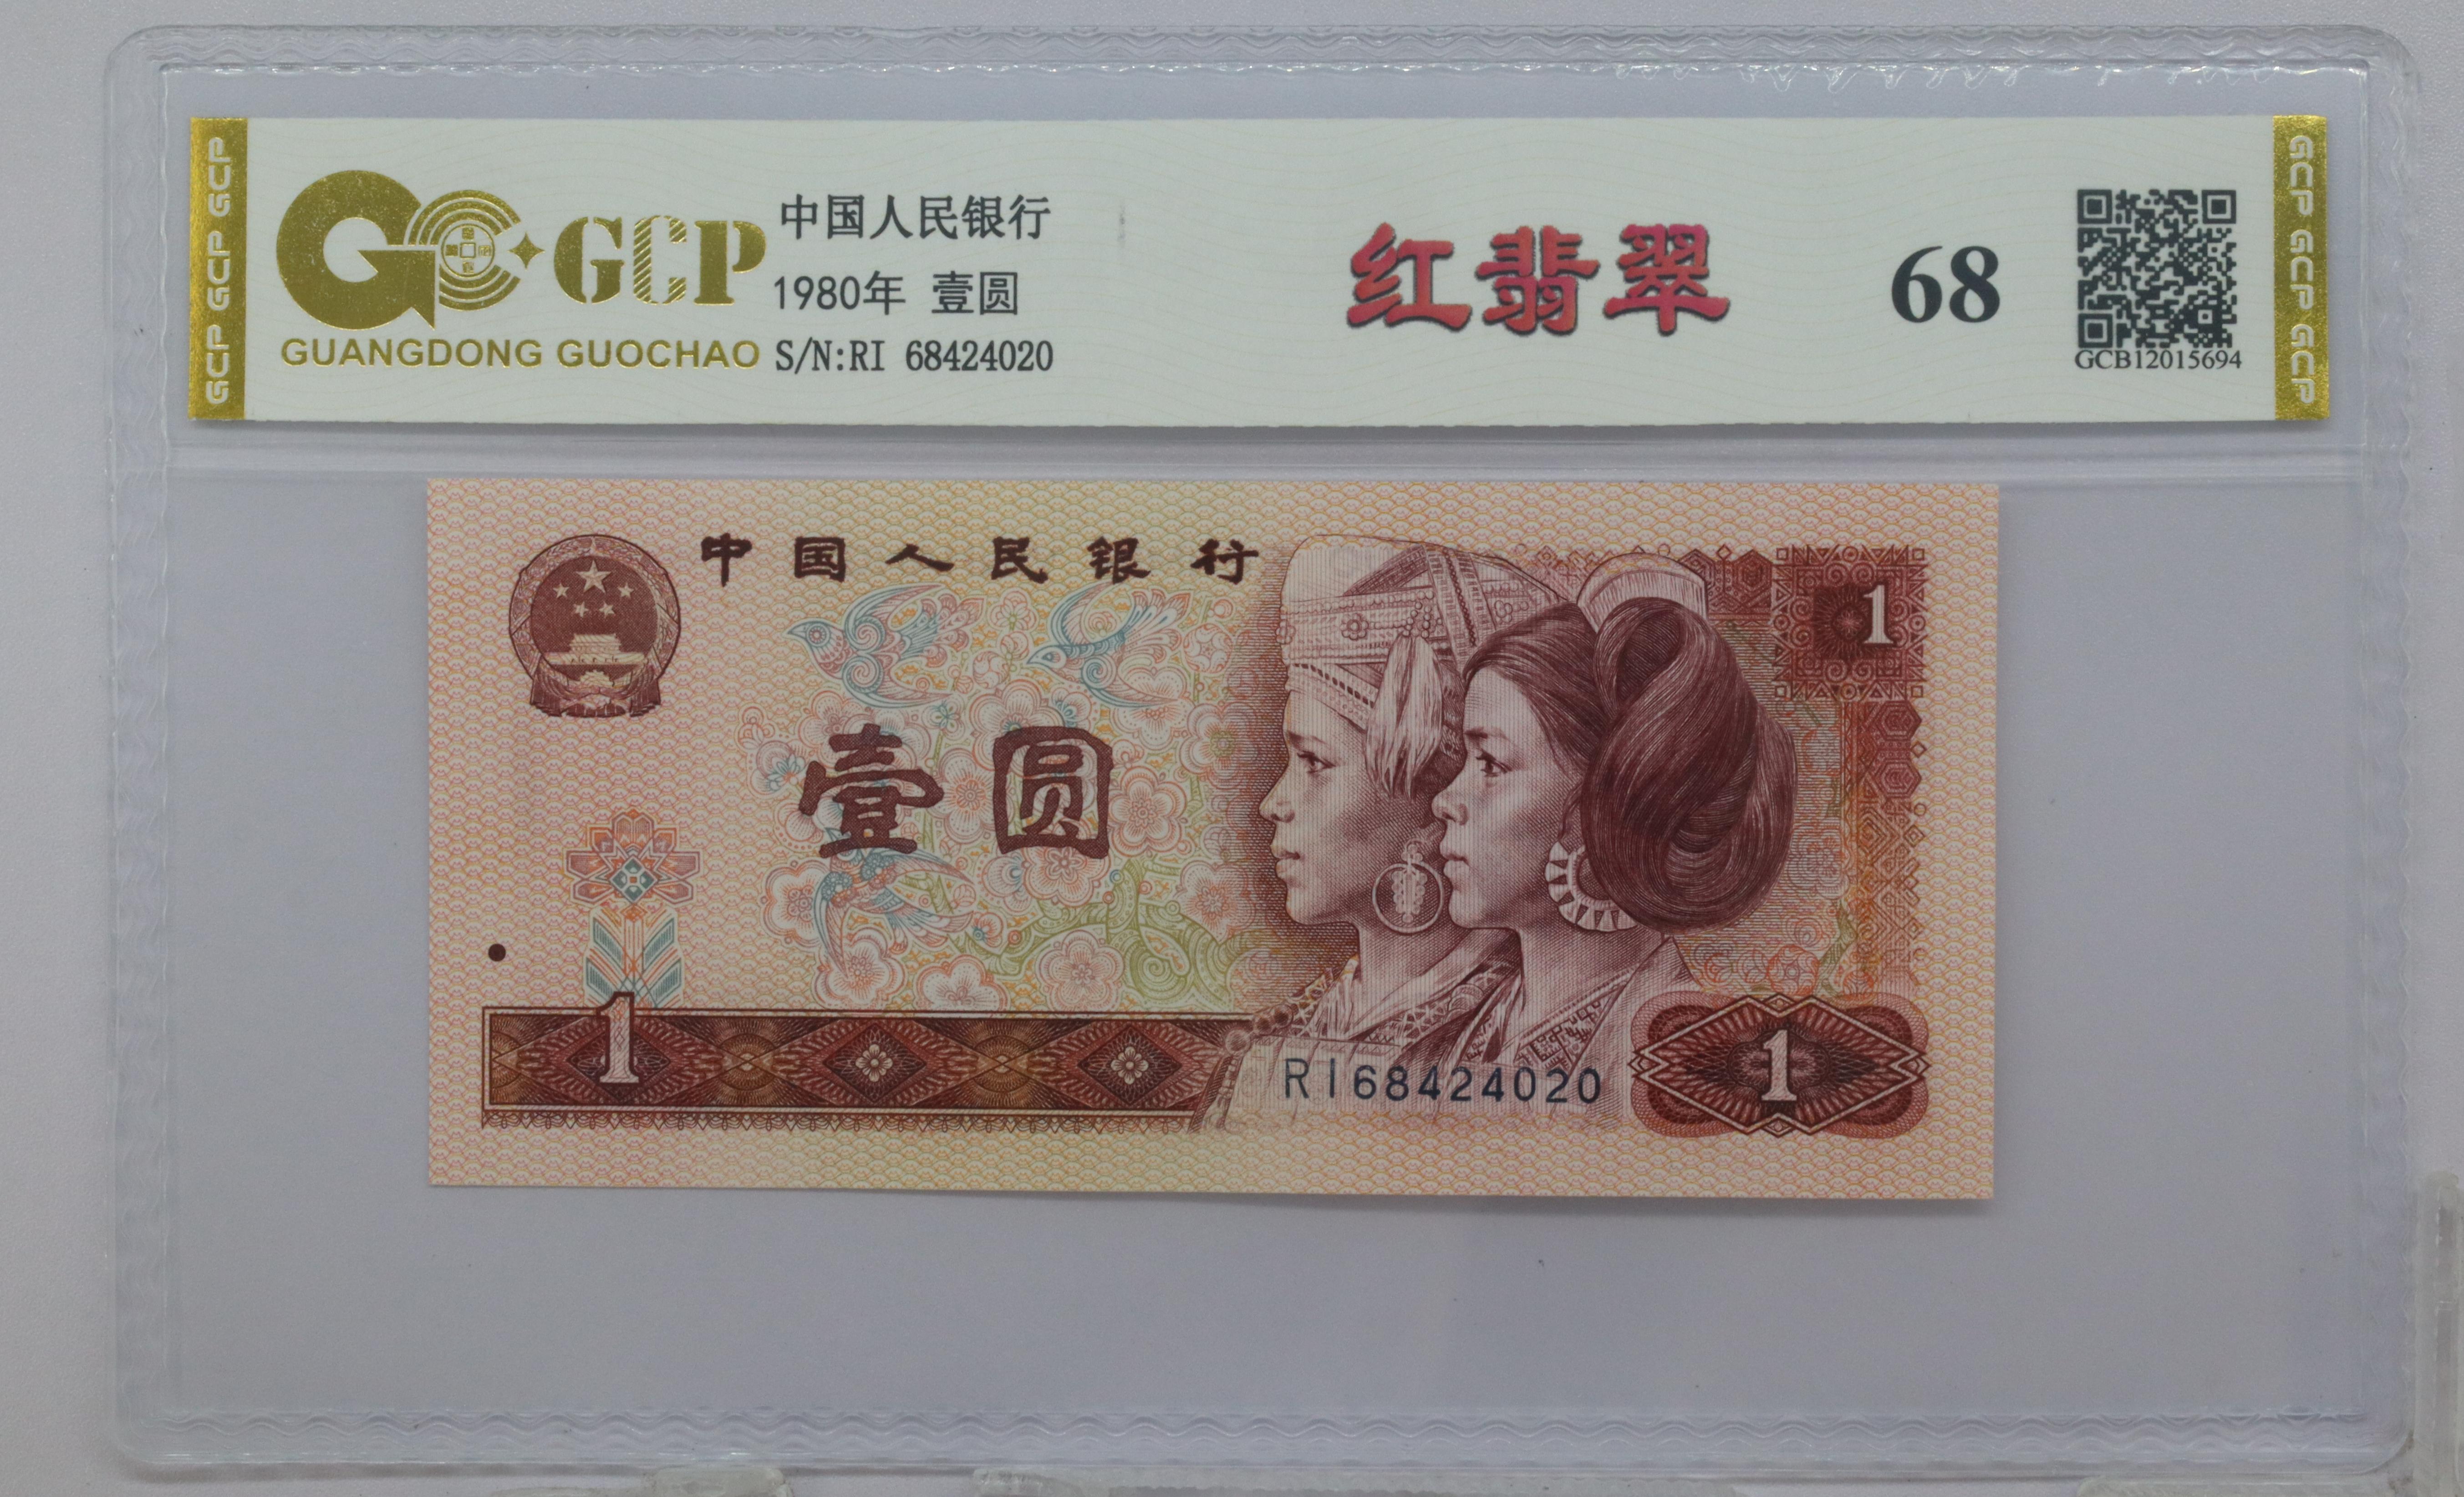 GCP GCP GCP
GCP
中国人民银行
1980年 壹圆
GUANGDONG GUOCHAO
S/N:RI 68424020
红翡翠
68
GCB12015694
GCP GCP GCP
中国人民银行
1
壹圆
1
RI68424020
1